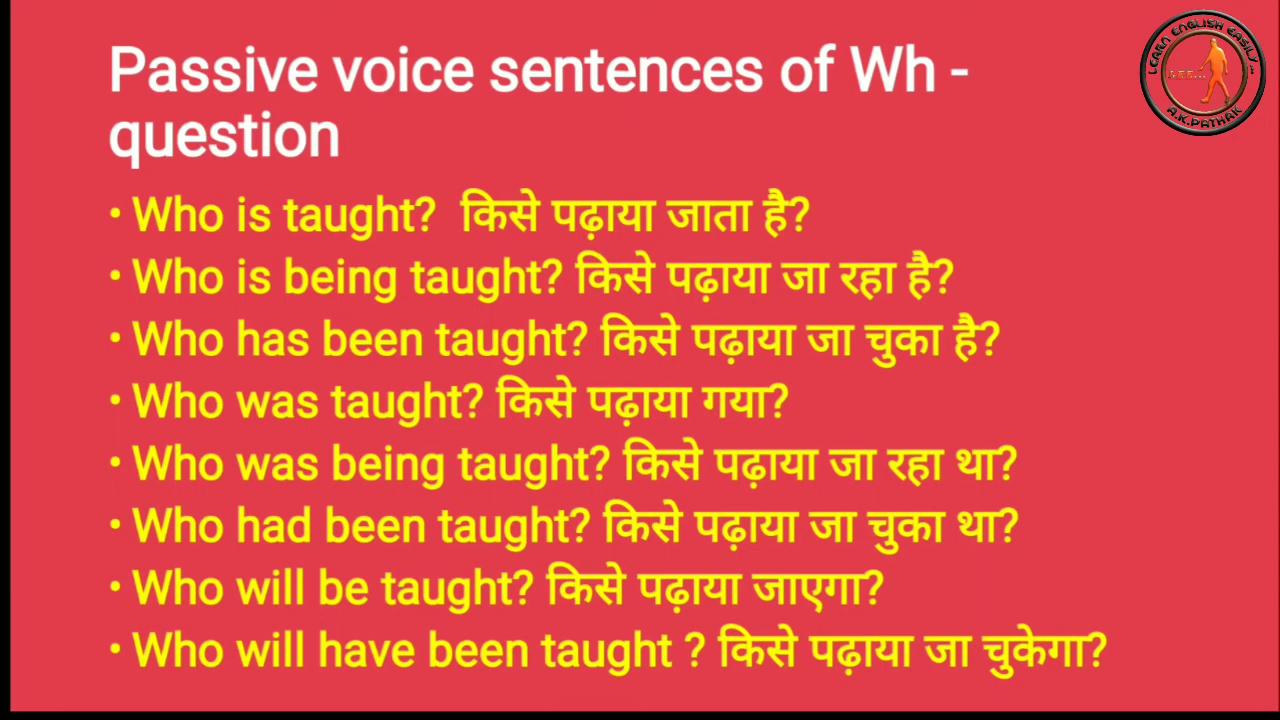 Passive voice sentences of Wh -
question
• Who is taught? किसे पढ़ाया जाता है?
• Who is being taught? किसे पढ़ाया जा रहा है?
• Who has been taught? किसे पढ़ाया जा चुका है?
• Who was taught? किसे पढ़ाया गया?
• Who was being taught? किसे पढ़ाया जा रहा था?
• Who had been taught? किसे पढ़ाया जा चुका था?
• Who will be taught? किसे पढ़ाया जाएगा?
• Who will have been taught ? किसे पढ़ाया जा चुकेगा?
LEARN ENGLISH EASILY...
A.K.PATHAK